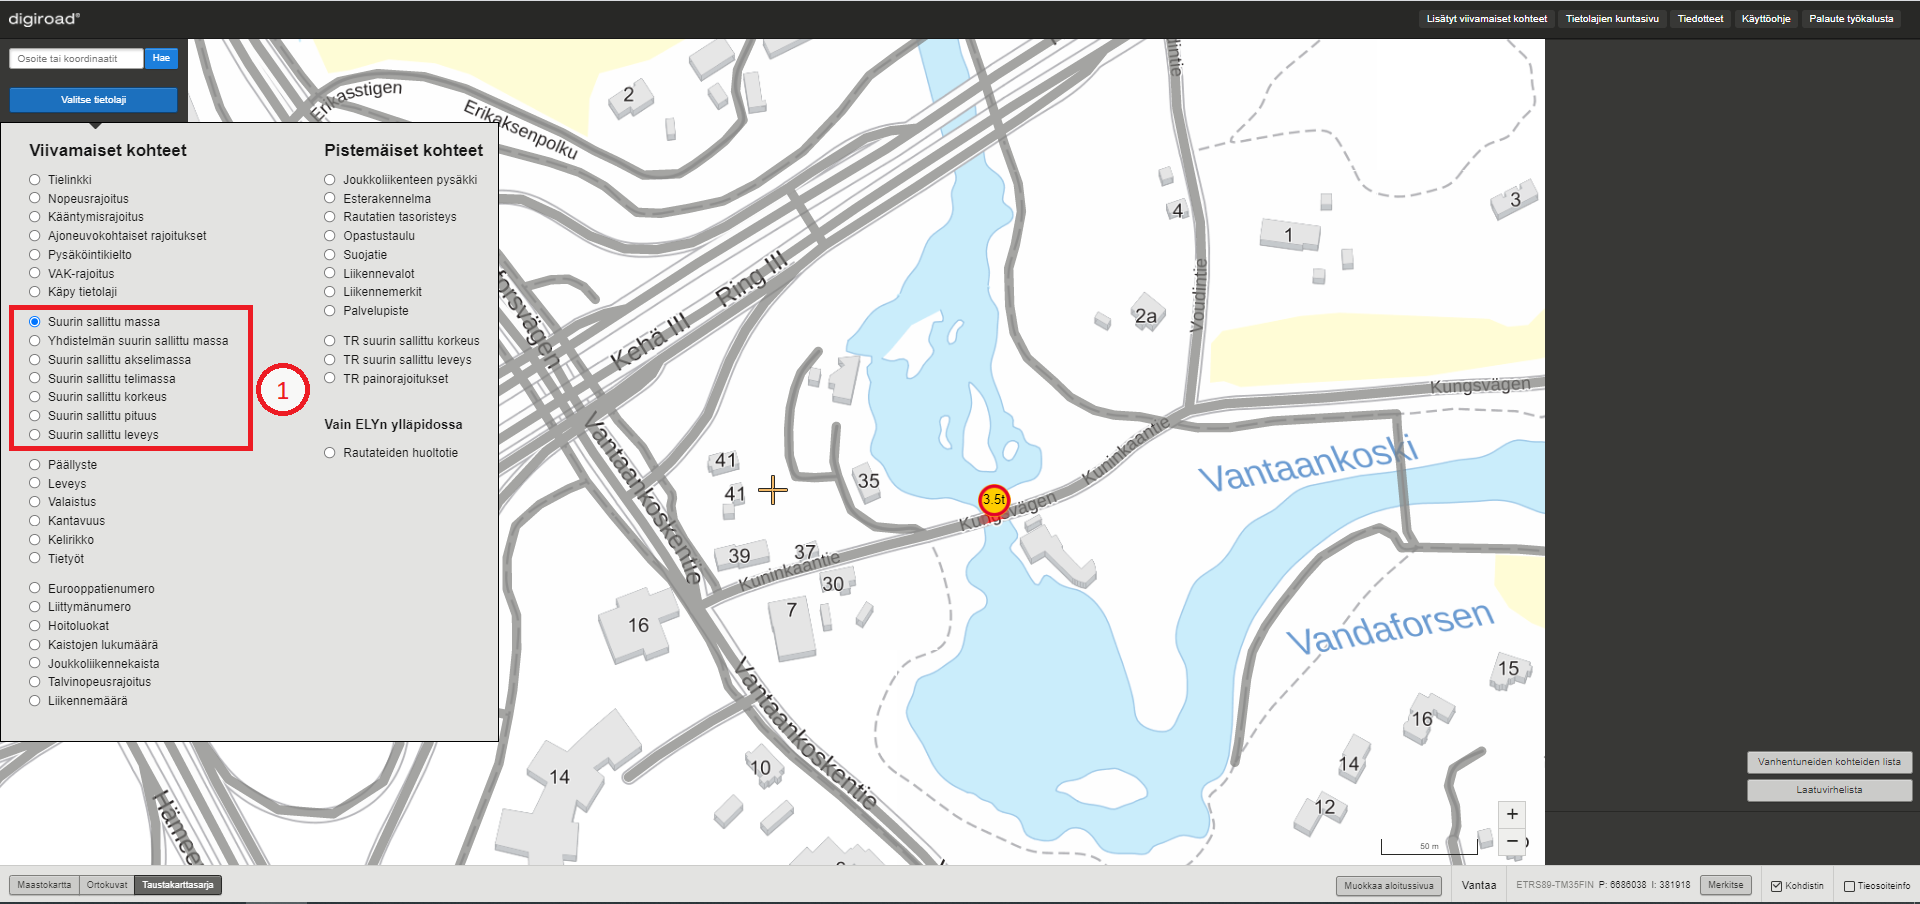 digiroad®
Lisätyt viivamaiset kohteet
Tietolajien kuntasivu
Tiedotteet
Käyttöohje
Palaute työkalusta
Osoite tai koordinaatit
Hae
Valitse tietolaji
Viivamaiset kohteet
Tielinkki
Nopeusrajoitus
Kääntymisrajoitus
Ajoneuvokohtaiset rajoitukset
Pysäköintikielto
VAK-rajoitus
Käpy tietolaji
Suurin sallittu massa
Yhdistelmän suurin sallittu massa
Suurin sallittu akselimassa
Suurin sallittu telimassa
Suurin sallittu korkeus
Suurin sallittu pituus
Suurin sallittu leveys
1
Päällyste
Leveys
Valaistus
Kantavuus
Kelirikko
Tietyöt
Eurooppatienumero
Liittymänumero
Hoitoluokat
Kaistojen lukumäärä
Joukkoliikennekaista
Talvinopeusrajoitus
Liikennemäärä
Pistemäiset kohteet
Joukkoliikenteen pysäkki
Esterakennelma
Rautatien tasoristeys
Opastustaulu
Suojatie
Liikennevalot
Liikennemerkit
Palvelupiste
TR suurin sallittu korkeus
TR suurin sallittu leveys
TR painorajoitukset
Vain ELYn ylläpidossa
Rautateiden huoltotie
Erikasstigen
Erikaksenpolku
2
4
3
1
2a
Voudintie
Ring III
Kehä III
forsvägen
Kungsvägen
Kuninkaantie
Vantaankoski
41
41
35
3.5t
Kungsvägen
Vantaankoskentie
39
37
Kuninkaantie
30
7
16
Vandaforsen
15
16
14
12
Vantaankoskentie
10
14
Hämee
+
−
50 m
Vanhentuneiden kohteiden lista
Laatuvirhelista
Maastokartta
Ortokuvat
Taustakarttasarja
Muokkaa aloitussivua
Vantaa
ETRS89-TM35FIN P: 6686038 I: 381918
Merkitse
Kohdistin
Tieosoiteinfo